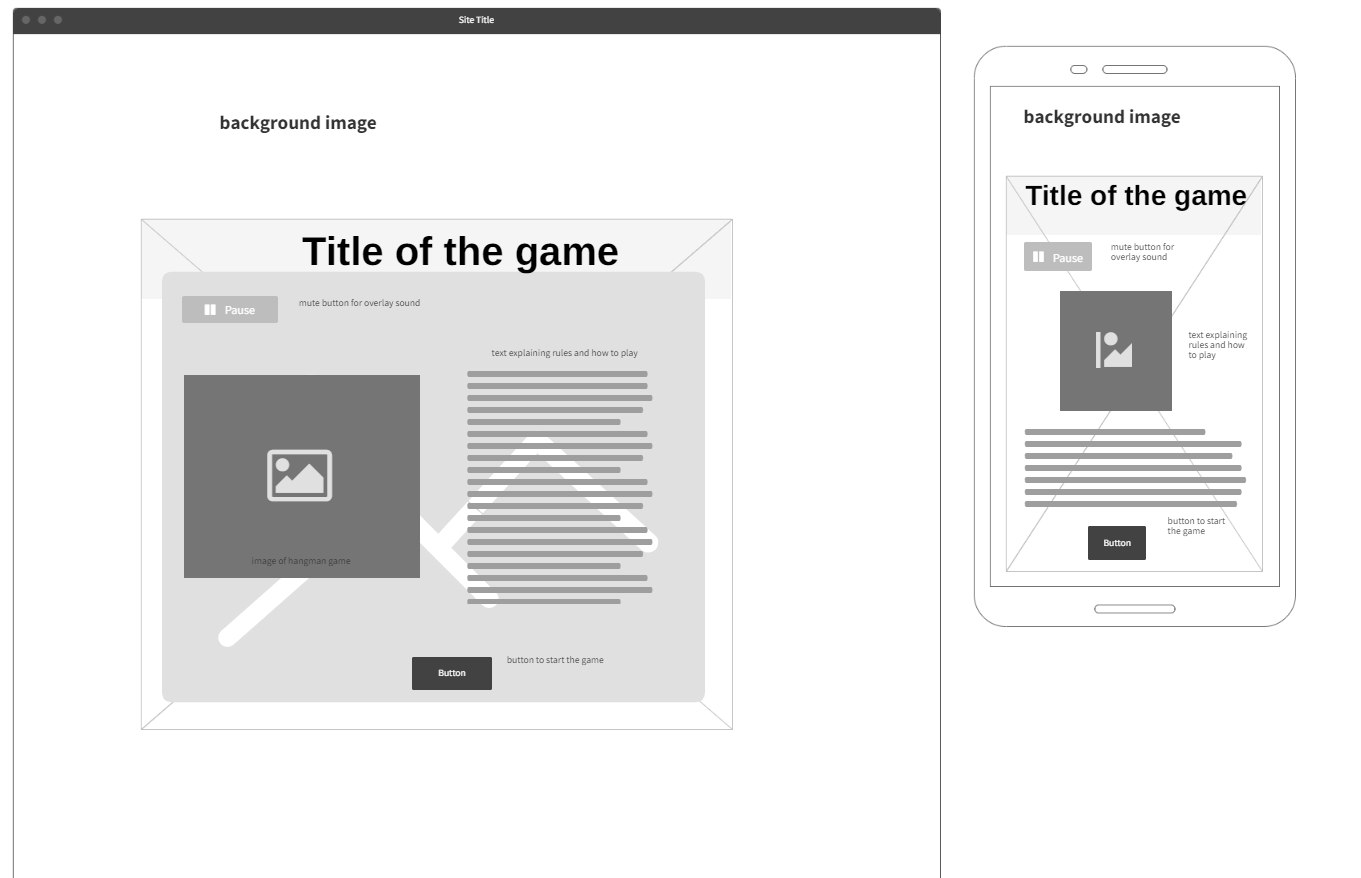 Site Title
background image
Title of the game
Pause
mute button for overlay sound
text explaining rules and how to play
image of hangman game
Button
button to start the game
background image
Title of the game
Pause
mute button for
overlay sound
text explaining
rules and how
to play
button to start
the game
Button